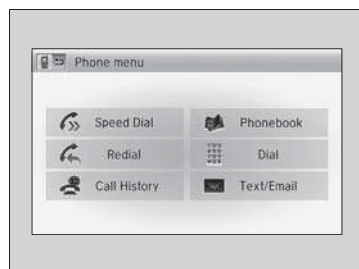 Phone menu
Speed Dial
Phonebook
Redial
Dial
Call History
Text/Email